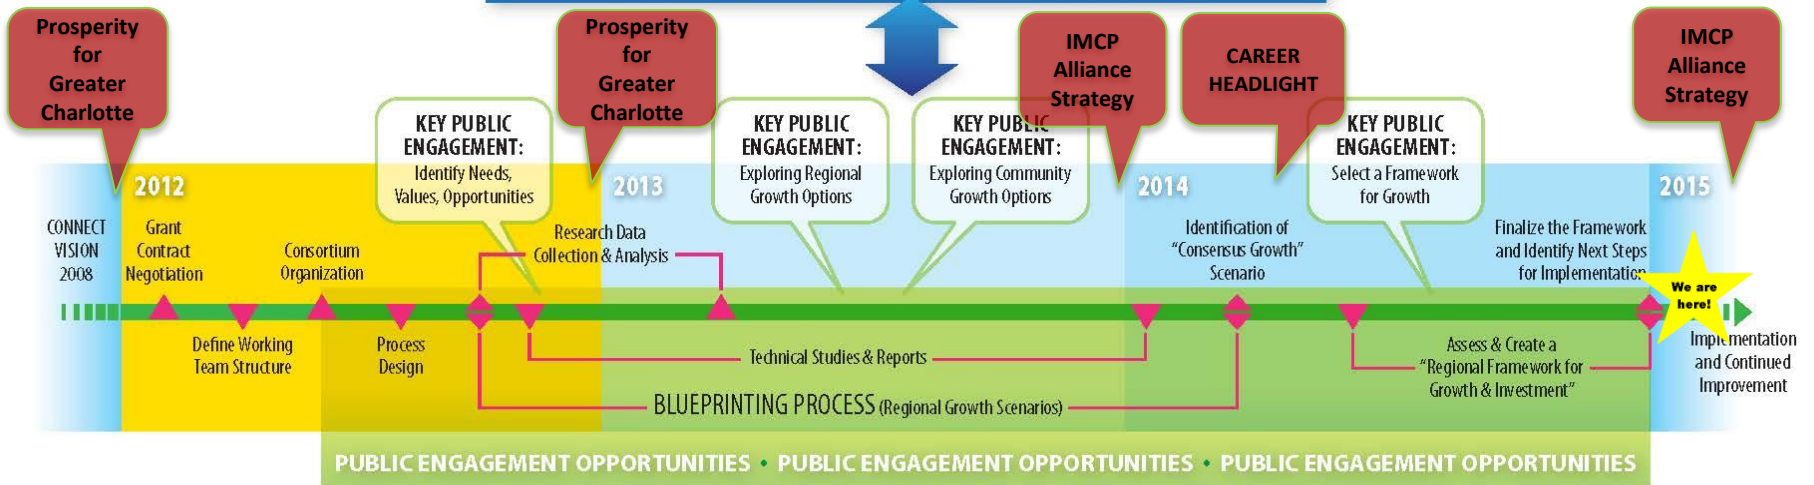 Prosperity
for
Greater
Charlotte
Prosperity
for
Greater
Charlotte
IMCP
Alliance
Strategy
CAREER
HEADLIGHT
IMCP
Alliance
Strategy
KEY PUBLIC
ENGAGEMENT:
Identify Needs,
Values, Opportunities
KEY PUBLIC
ENGAGEMENT:
Exploring Regional
Growth Options
KEY PUBLIC
ENGAGEMENT:
Exploring Community
Growth Options
KEY PUBLIC
ENGAGEMENT:
Select a Framework
for Growth
2012
2013
2014
2015
CONNECT
VISION
2008
Grant
Contract
Negotiation
Consortium
Organization
Research Data
Collection & Analysis
Identification of
"Consensus Growth"
Scenario
Finalize the Framework
and Identify Next Steps
for Implementation
We are
here!
Define Working
Team Structure
Process
Design
Technical Studies & Reports
Assess & Create a
"Regional Framework for
Growth & Investment"
Implementation
and Continued
Improvement
BLUEPRINTING PROCESS (Regional Growth Scenarios)
PUBLIC ENGAGEMENT OPPORTUNITIES • PUBLIC ENGAGEMENT OPPORTUNITIES • PUBLIC ENGAGEMENT OPPORTUNITIES